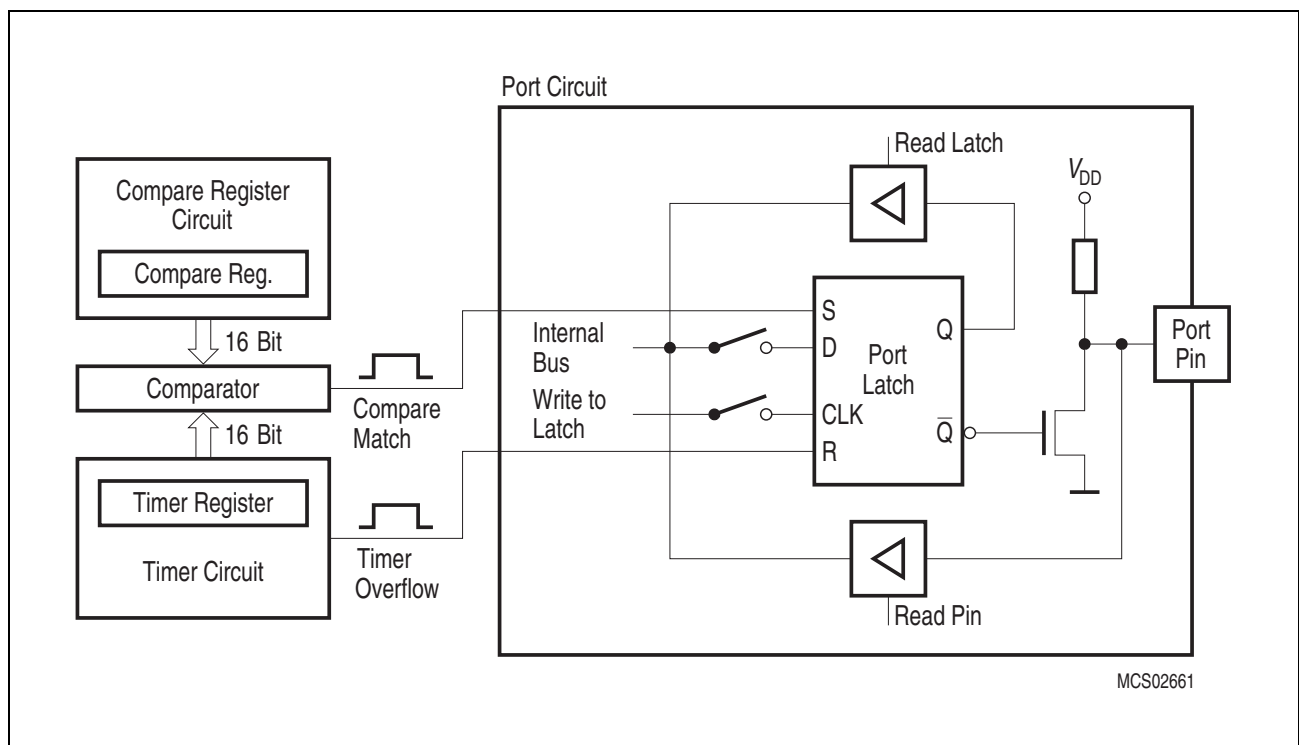 Port Circuit
Read Latch
V_DD
Compare Register
Circuit
Compare Reg.
16 Bit
Comparator
Compare
Match
16 Bit
Timer Register
Timer Circuit
Timer
Overflow
Internal
Bus
Write to
Latch
S
D
CLK
R
Port
Latch
Q
Q̅
Port
Pin
Read Pin
MCS02661